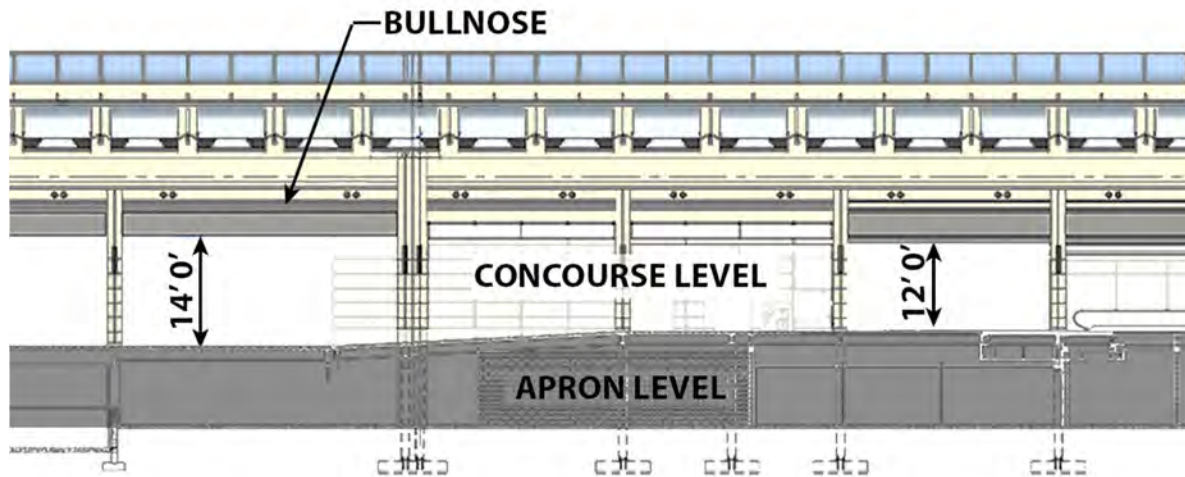 BULLNOSE
14' 0'
CONCOURSE LEVEL
12' 0'
APRON LEVEL